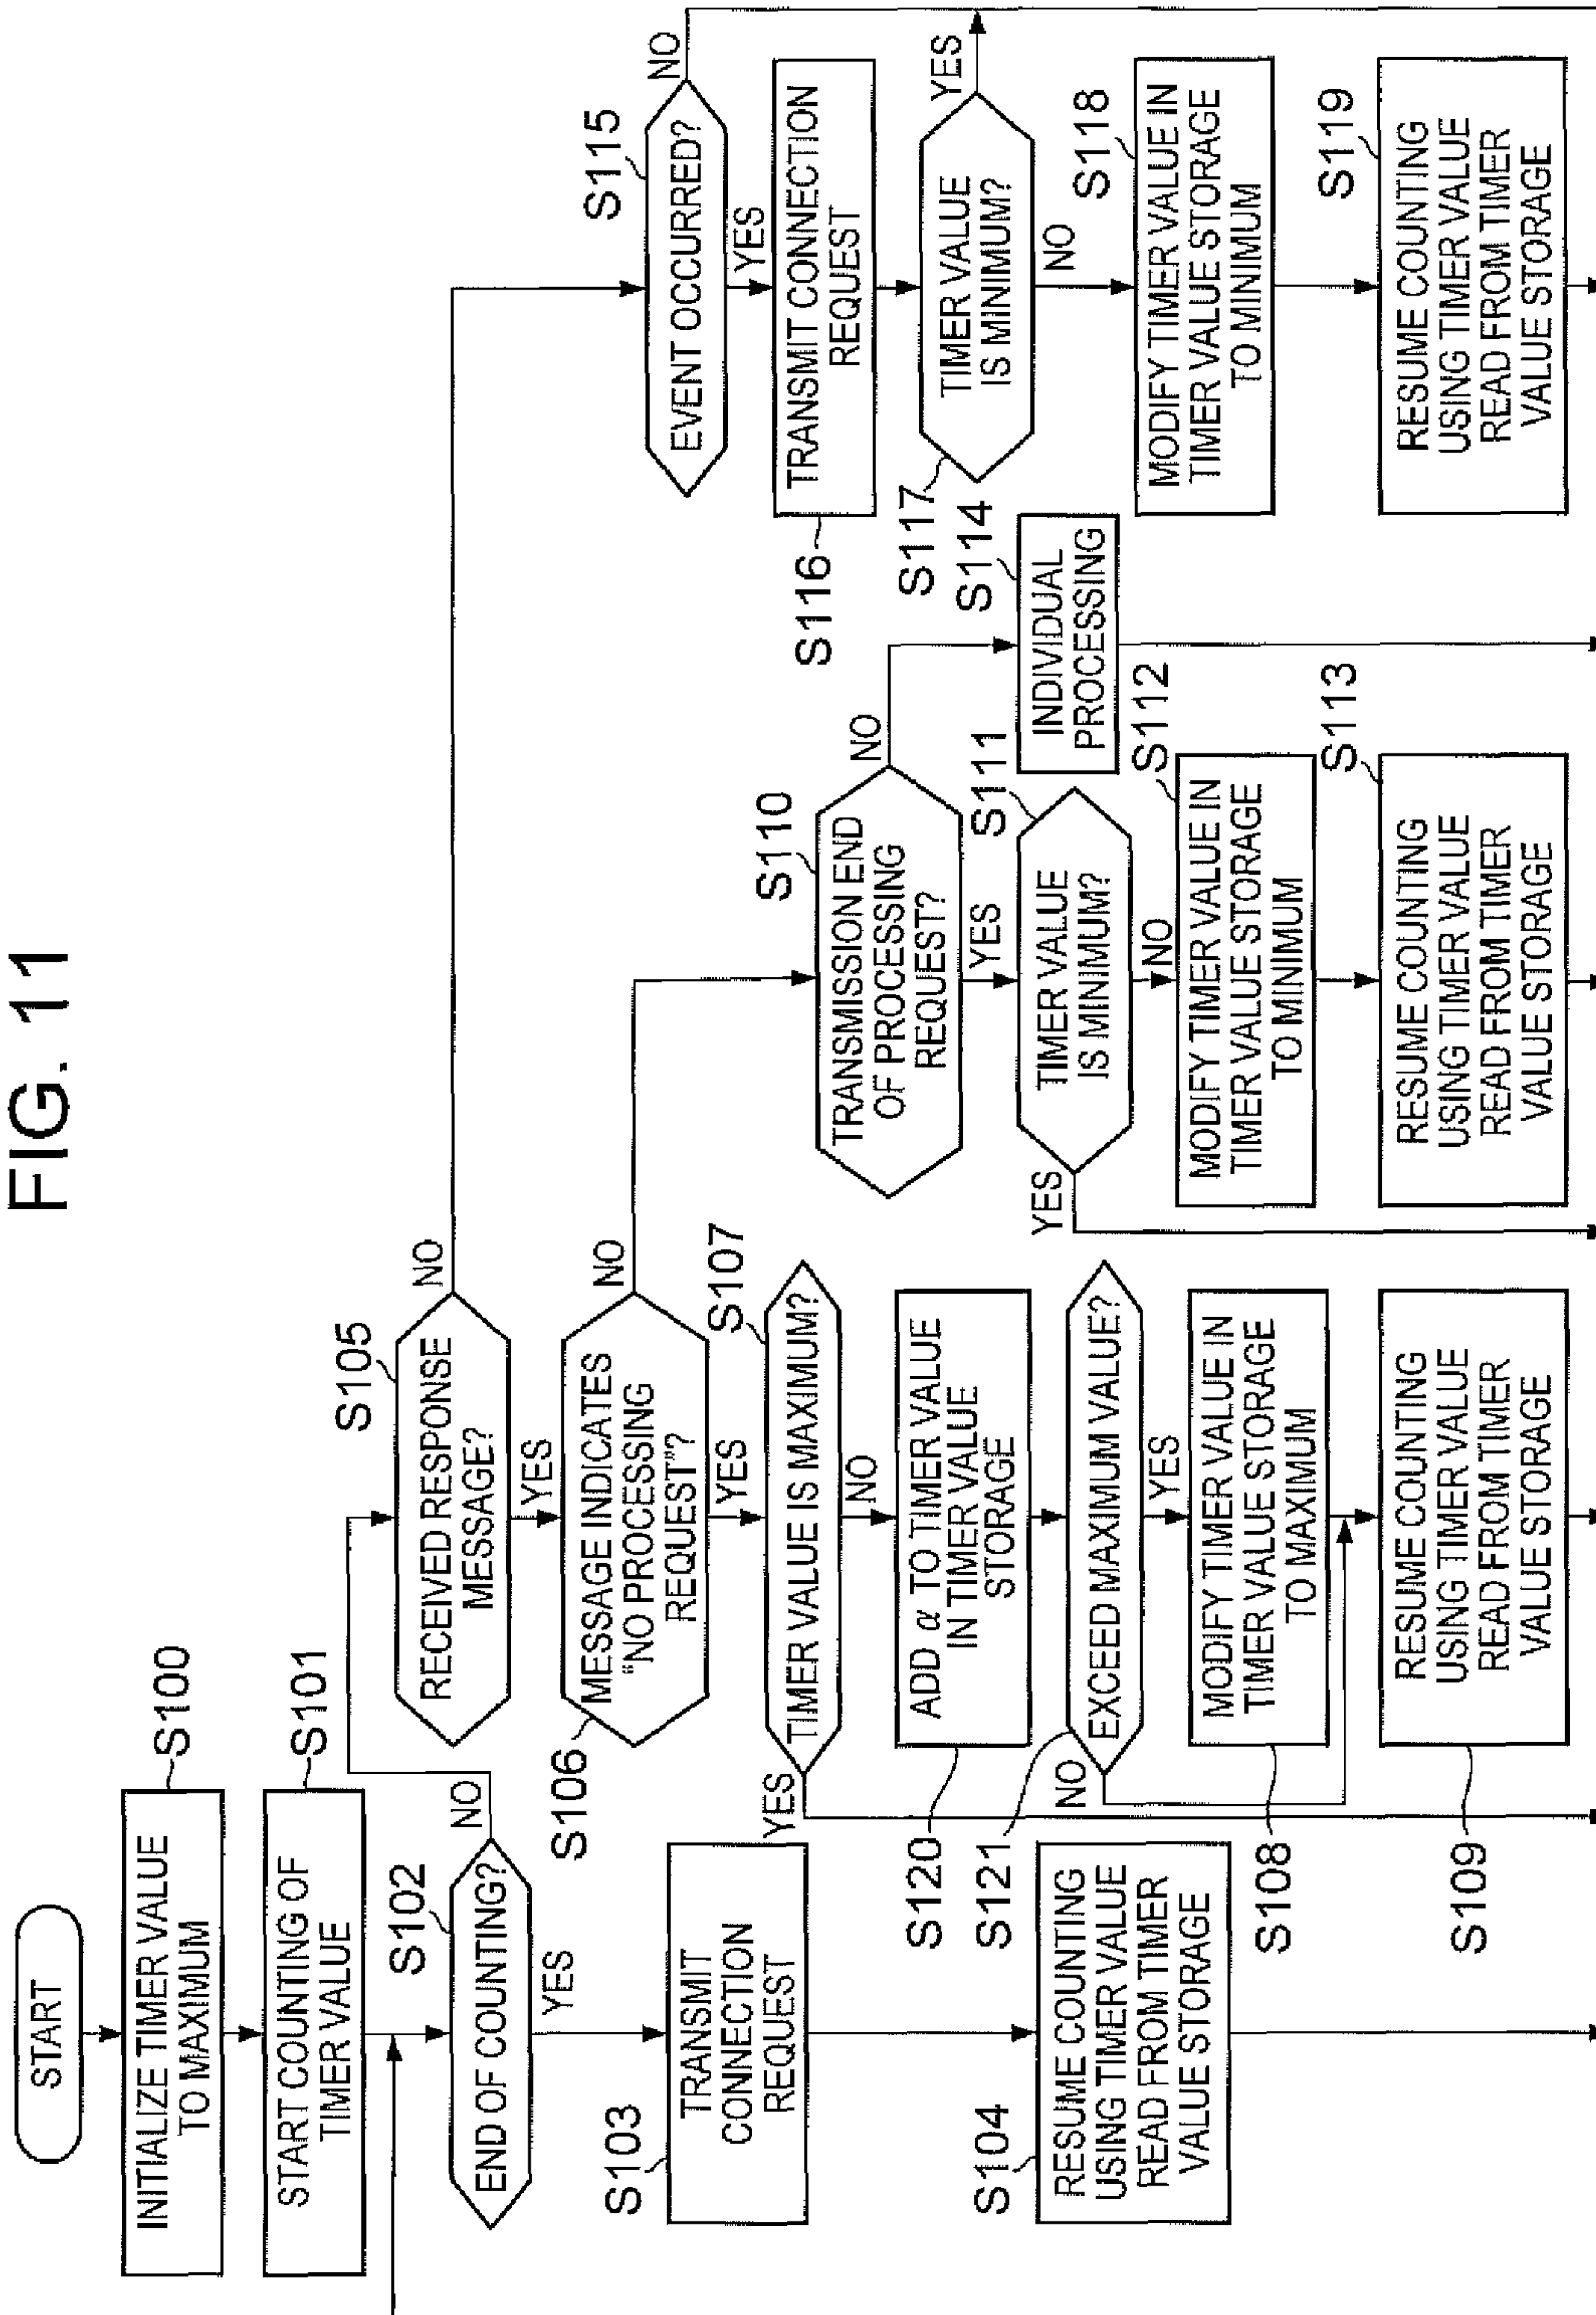 FIG. 11
START
INITIALIZE TIMER VALUE
TO MAXIMUM
S100
START COUNTING OF
TIMER VALUE
S101
END OF COUNTING?
S102
NO
YES
TRANSMIT
CONNECTION
REQUEST
S103
RESUME COUNTING
USING TIMER VALUE
READ FROM TIMER
VALUE STORAGE
S104
RECEIVED RESPONSE
MESSAGE?
S105
NO
YES
MESSAGE INDICATES
"NO PROCESSING
REQUEST"?
S106
NO
YES
TIMER VALUE IS MAXIMUM?
S107
YES
NO
ADD α TO TIMER VALUE
IN TIMER VALUE
STORAGE
S120
EXCEED MAXIMUM VALUE?
S121
NO
YES
MODIFY TIMER VALUE IN
TIMER VALUE STORAGE
TO MAXIMUM
S108
RESUME COUNTING
USING TIMER VALUE
READ FROM TIMER
VALUE STORAGE
S109
TRANSMISSION END
OF PROCESSING
REQUEST?
S110
NO
YES
TIMER VALUE
IS MINIMUM?
S111
YES
NO
MODIFY TIMER VALUE IN
TIMER VALUE STORAGE
TO MINIMUM
S112
RESUME COUNTING
USING TIMER VALUE
READ FROM TIMER
VALUE STORAGE
S113
INDIVIDUAL
PROCESSING
S114
EVENT OCCURRED?
S115
NO
YES
TRANSMIT CONNECTION
REQUEST
S116
TIMER VALUE
IS MINIMUM?
S117
YES
NO
MODIFY TIMER VALUE IN
TIMER VALUE STORAGE
TO MINIMUM
S118
RESUME COUNTING
USING TIMER VALUE
READ FROM TIMER
VALUE STORAGE
S119